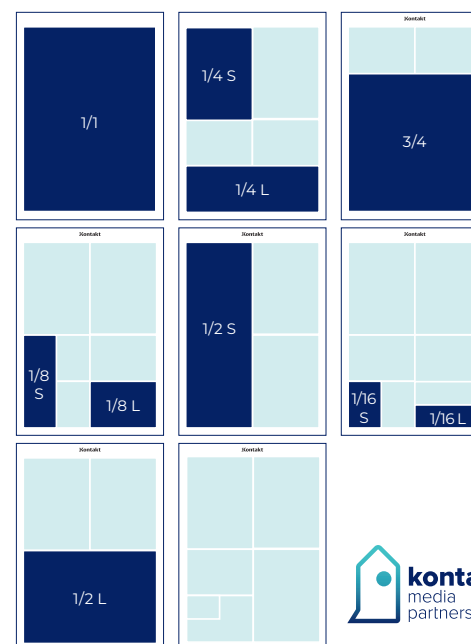 1/1
1/4 S
1/4 L
Kontakt
3/4
Kontakt
1/8
S
1/8 L
Kontakt
1/2 S
Kontakt
1/16
S
1/16 L
Kontakt
1/2 L
Kontakt
konta
media
partners